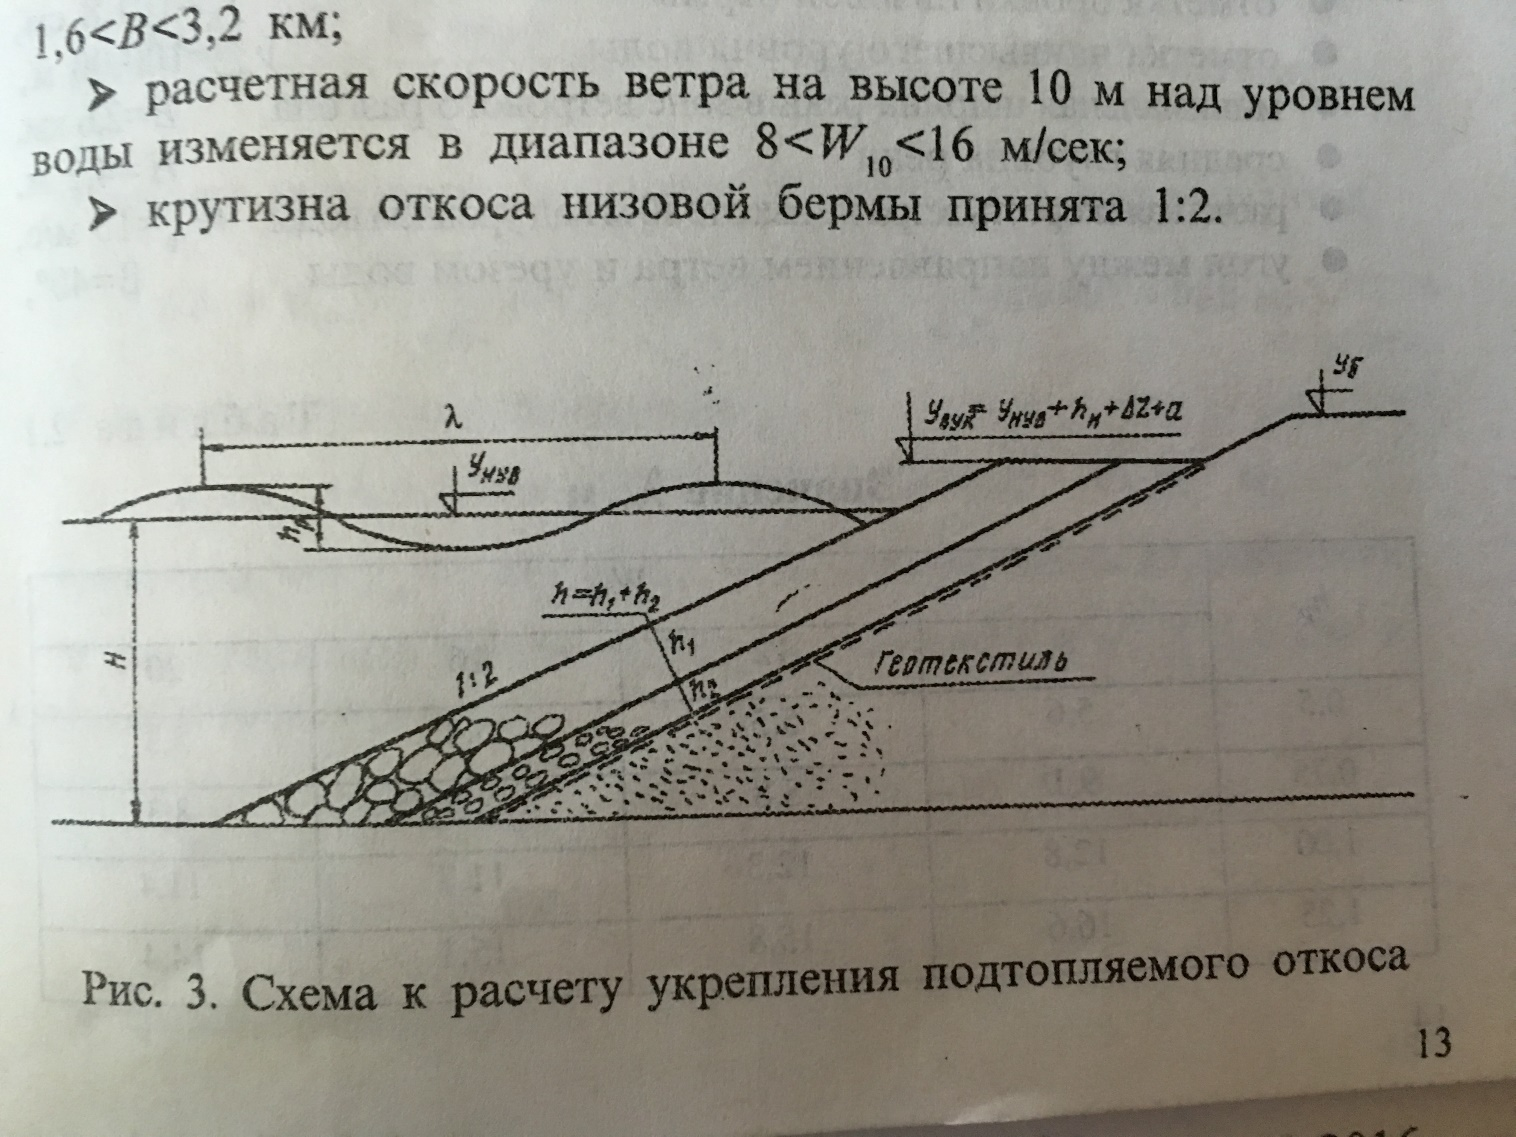 1,6<B<3,2 км;
➤ расчетная скорость ветра на высоте 10 м над уровнем
воды изменяется в диапазоне 8<W10<16 м/сек;
➤ крутизна откоса низовой бермы принята 1:2.
Уб
λ
Увук= Унув+hн+ΔZ+a
Унув
h=h1+h2
h1
H
Геотекстиль
1:2
h2
Рис. 3. Схема к расчету укрепления подтопляемого откоса
13